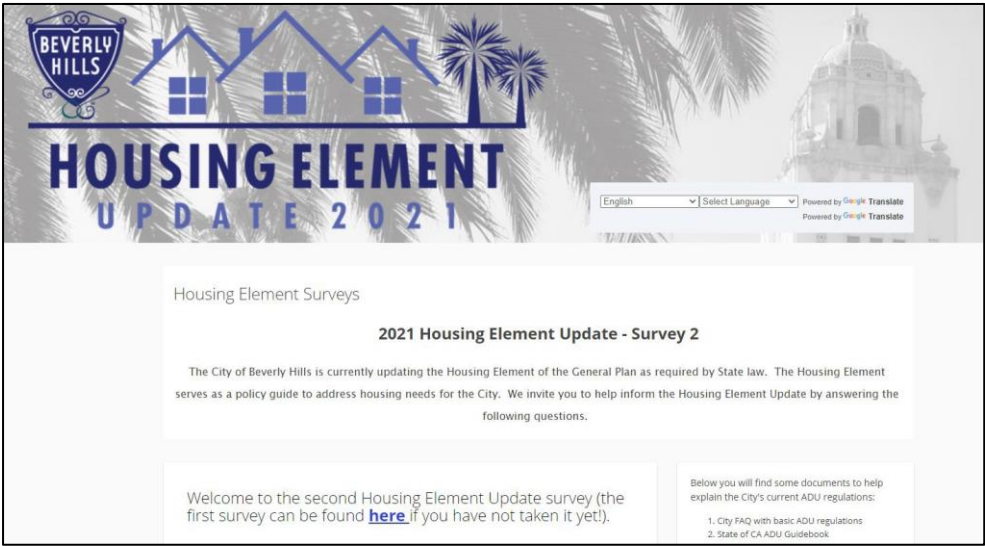 BEVERLY
HILLS
HOUSING ELEMENT
UPDATE 2021
English Select Language Powered by Google Translate
Powered by Google Translate
Housing Element Surveys
2021 Housing Element Update - Survey 2
The City of Beverly Hills is currently updating the Housing Element of the General Plan as required by State law. The Housing Element
serves as a policy guide to address housing needs for the City. We invite you to help inform the Housing Element Update by answering the
following questions.
Welcome to the second Housing Element Update survey (the
first survey can be found here if you have not taken it yet!).
Below you will find some documents to help
explain the City's current ADU regulations:
1. City FAQ with basic ADU regulations
2. State of CA ADU Guidebook